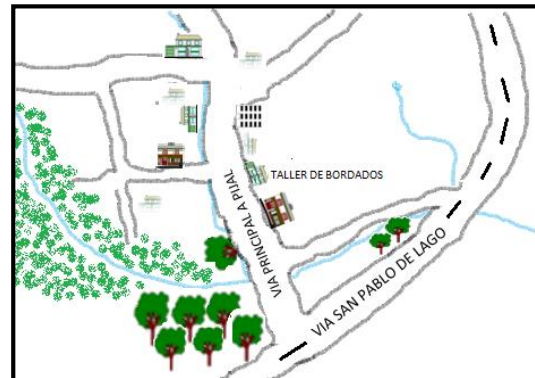 TALLER DE BORDADOS
VIA PRINCIPAL A PIJAL
VIA SAN PABLO DE LAGO